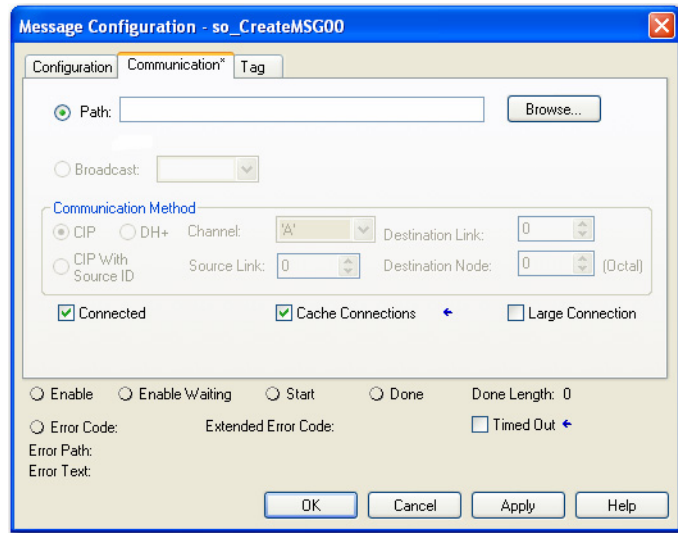 Message Configuration - so_CreateMSG00
Configuration Communication* Tag
Path: Browse...
Broadcast:
Communication Method
CIP DH+ Channel: 'A' Destination Link: 0
CIP With Source ID Source Link: 0 Destination Node: 0 (Octal)
Connected Cache Connections Large Connection
Enable Enable Waiting Start Done Done Length: 0
Error Code: Extended Error Code: Timed Out
Error Path:
Error Text:
OK Cancel Apply Help